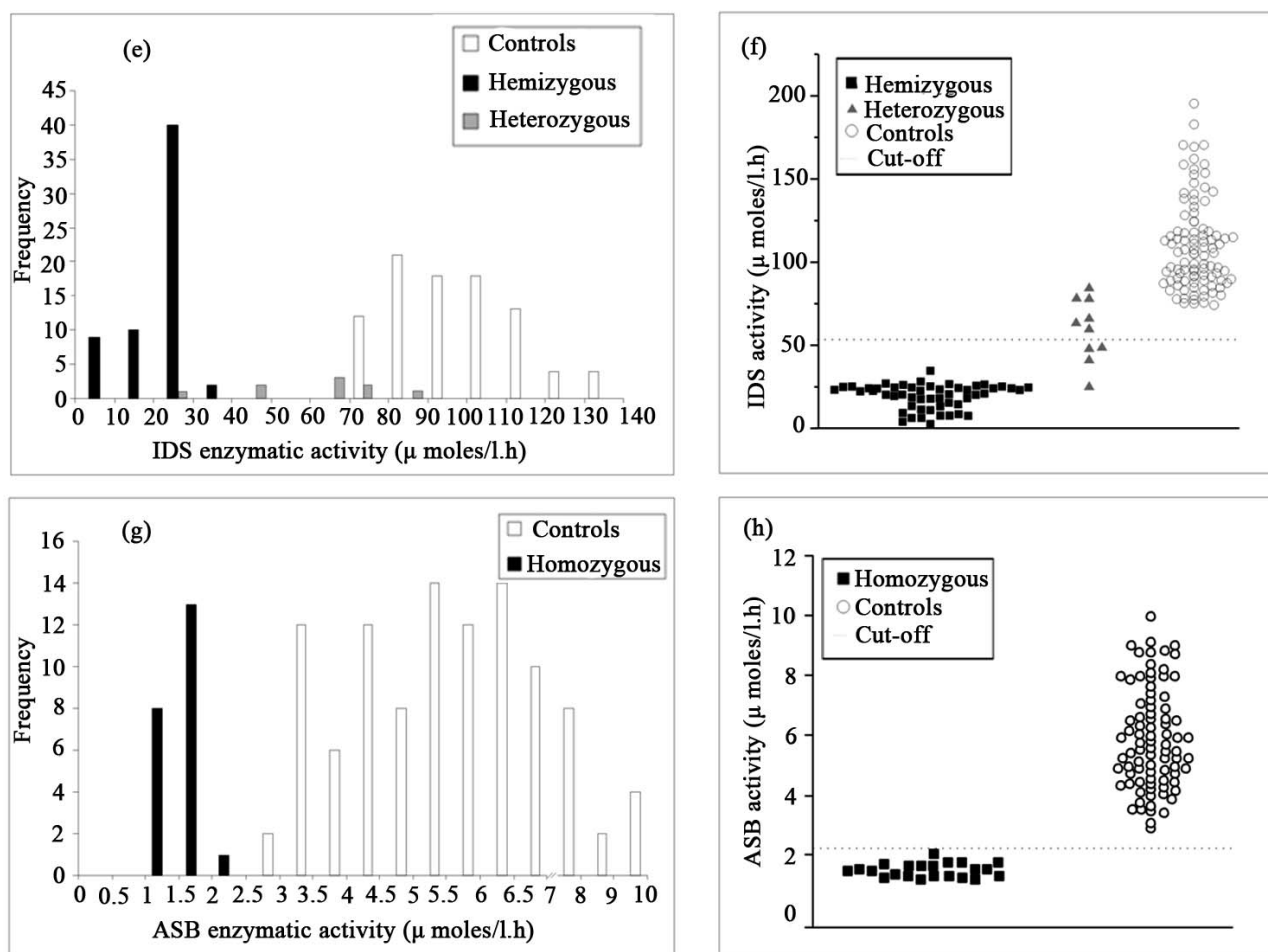 (e)
Controls
Hemizygous
Heterozygous
45
40
35
30
25
20
15
10
5
0
Frequency
0 10 20 30 40 50 60 70 80 90 100 110 120 130 140
IDS enzymatic activity (μ moles/l.h)
(f)
Hemizygous
Heterozygous
Controls
Cut-off
200
150
100
50
0
IDS activity (μ moles/l.h)
(g)
Controls
Homozygous
16
14
12
10
8
6
4
2
0
Frequency
0 0.5 1 1.5 2 2.5 3 3.5 4 4.5 5 5.5 6 6.5 7 8 9 10
ASB enzymatic activity (μ moles/l.h)
(h)
Homozygous
Controls
Cut-off
12
10
8
6
4
2
0
ASB activity (μ moles/l.h)